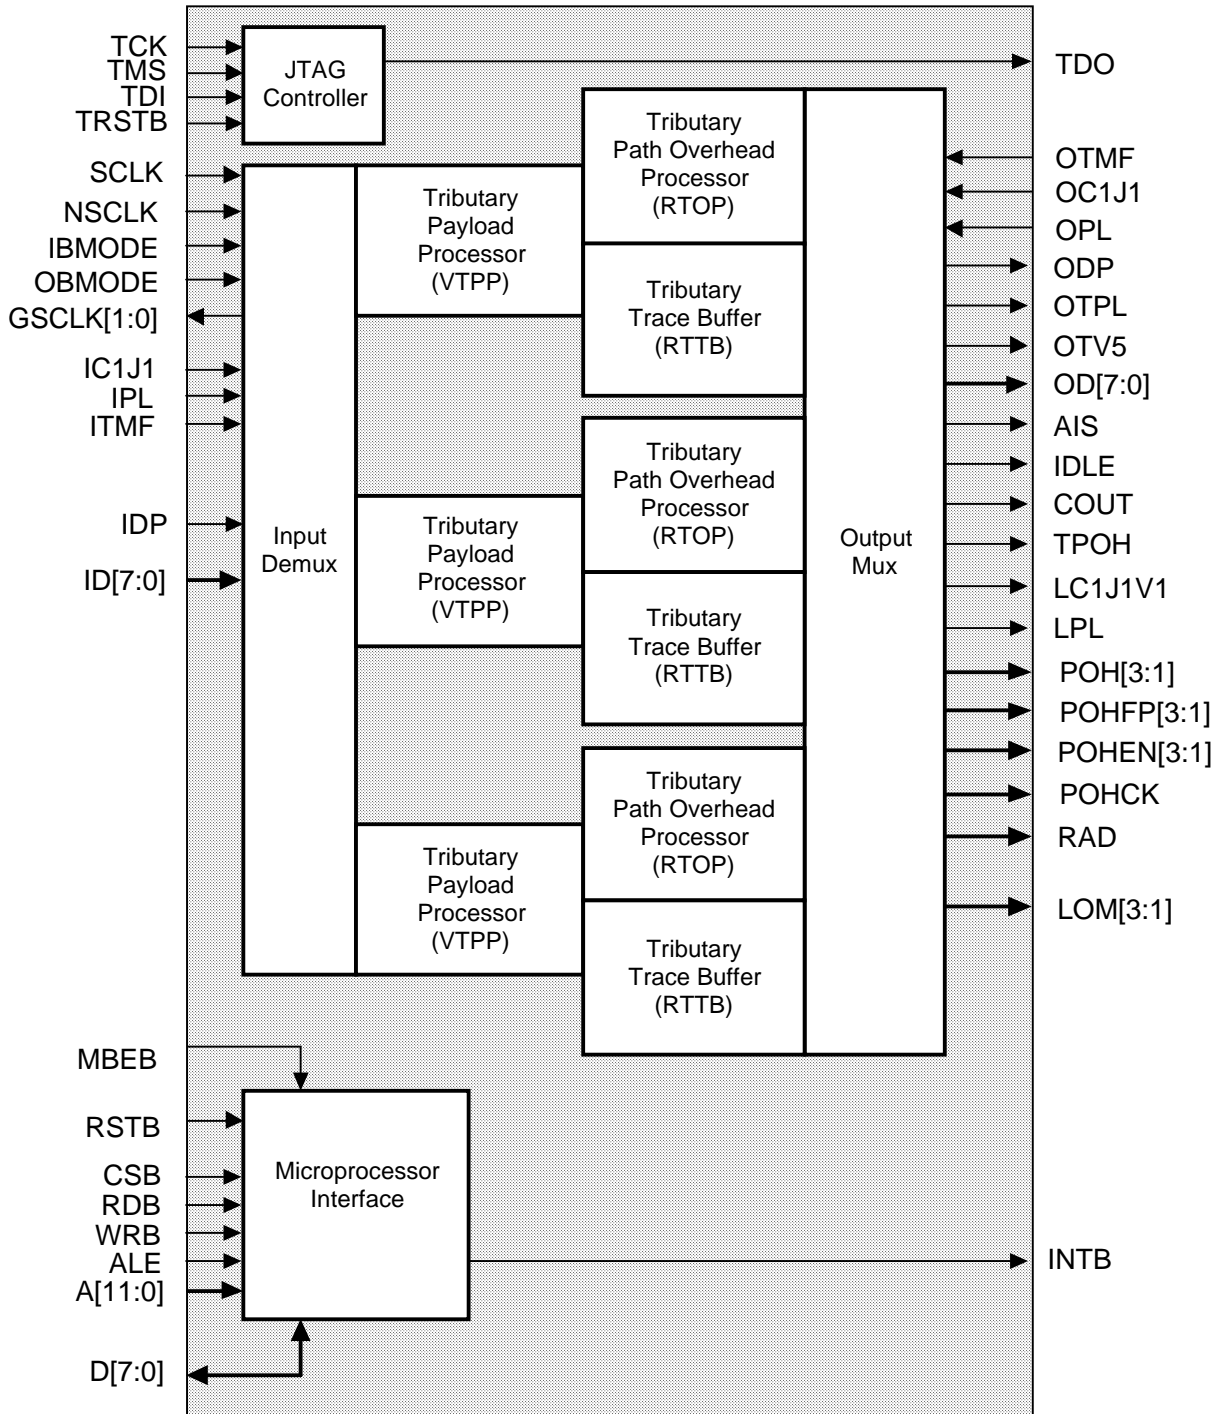 TCK
TMS
TDI
TRSTB
SCLK
NSCLK
IBMODE
OBMODE
GSCLK[1:0]
IC1J1
IPL
ITMF
IDP
ID[7:0]
MBEB
RSTB
CSB
RDB
WRB
ALE
A[11:0]
D[7:0]
JTAG
Controller
Input
Demux
Tributary
Payload
Processor
(VTPP)
Tributary
Payload
Processor
(VTPP)
Tributary
Payload
Processor
(VTPP)
Tributary
Path Overhead
Processor
(RTOP)
Tributary
Trace Buffer
(RTTB)
Tributary
Path Overhead
Processor
(RTOP)
Tributary
Trace Buffer
(RTTB)
Tributary
Path Overhead
Processor
(RTOP)
Tributary
Trace Buffer
(RTTB)
Output
Mux
Microprocessor
Interface
TDO
OTMF
OC1J1
OPL
ODP
OTPL
OTV5
OD[7:0]
AIS
IDLE
COUT
TPOH
LC1J1V1
LPL
POH[3:1]
POHFP[3:1]
POHEN[3:1]
POHCK
RAD
LOM[3:1]
INTB